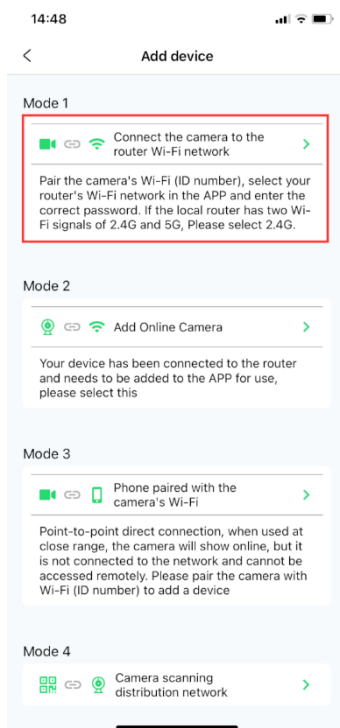 14:48
Add device
Mode 1
Connect the camera to the
router Wi-Fi network
Pair the camera's Wi-Fi (ID number), select your
router's Wi-Fi network in the APP and enter the
correct password. If the local router has two Wi-
Fi signals of 2.4G and 5G, Please select 2.4G.
Mode 2
Add Online Camera
Your device has been connected to the router
and needs to be added to the APP for use,
please select this
Mode 3
Phone paired with the
camera's Wi-Fi
Point-to-point direct connection, when used at
close range, the camera will show online, but it
is not connected to the network and cannot be
accessed remotely. Please pair the camera with
Wi-Fi (ID number) to add a device
Mode 4
Camera scanning
distribution network